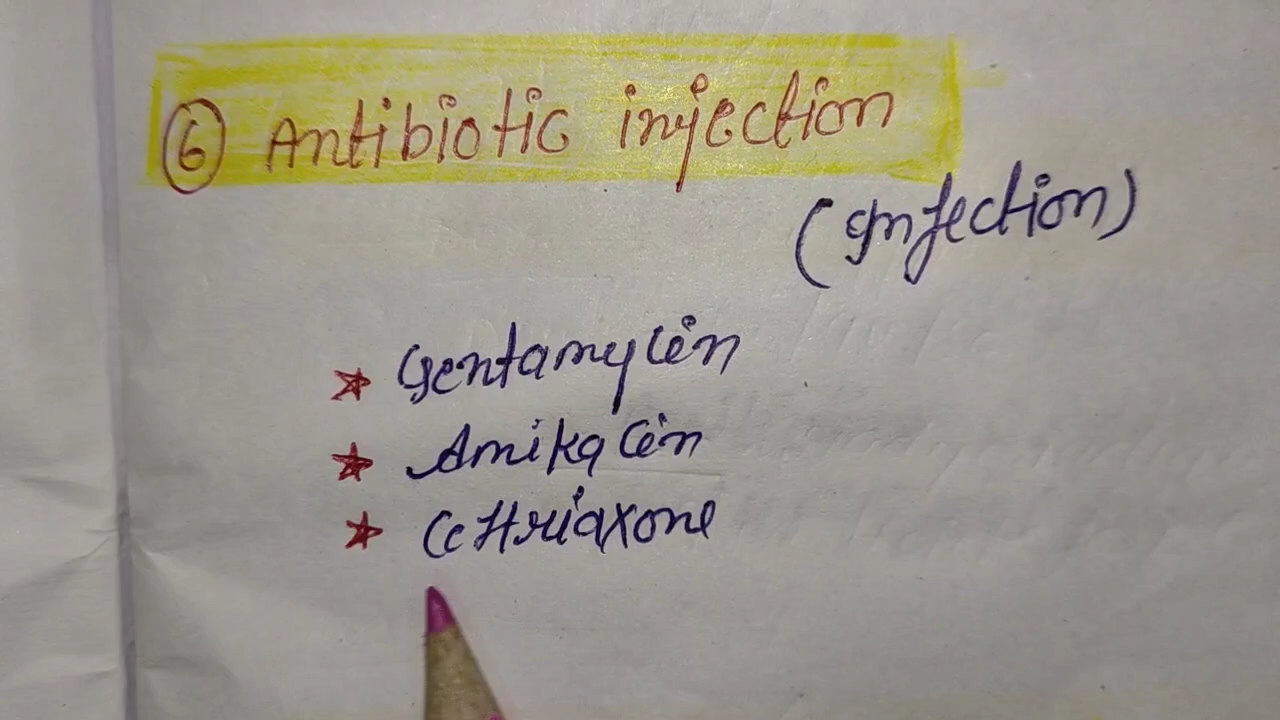 6 Antibiotic injection
(Infection)
Gentamycin
Amikacin
Ceftriaxone